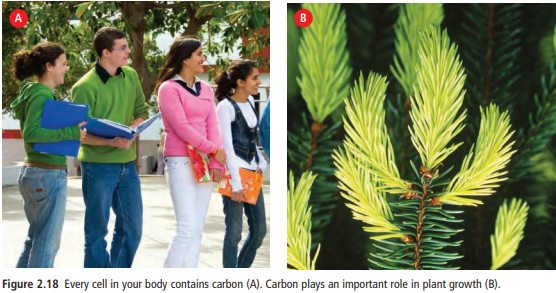 A
B
Figure 2.18 Every cell in your body contains carbon (A). Carbon plays an important role in plant growth (B).